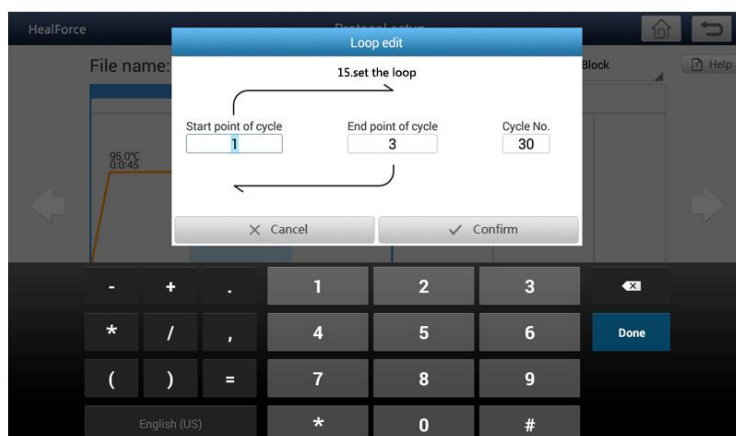 HealForce
Protocol setup
Loop edit
File name:
Block
Help
15.set the loop
Start point of cycle
End point of cycle
Cycle No.
1
3
30
95.0℃
0:0:45
× Cancel
✓ Confirm
- + . 1 2 3
* / , 4 5 6 Done
( ) = 7 8 9
English (US) * 0 #